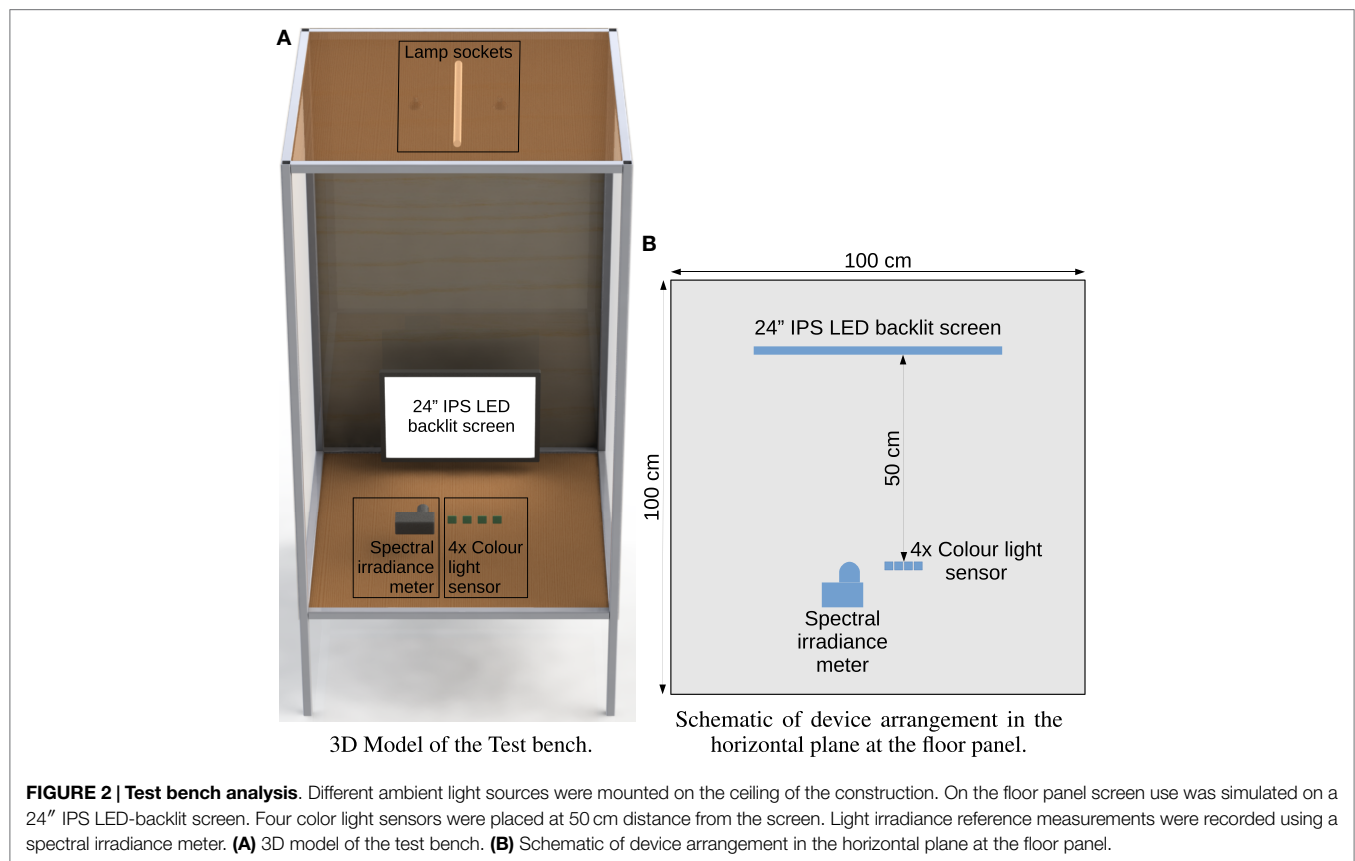 A
Lamp sockets
24” IPS LED
backlit screen
Spectral
irradiance
meter
4x Colour
light
sensor
3D Model of the Test bench.
B
100 cm
100 cm
24” IPS LED backlit screen
50 cm
4x Colour light
sensor
Spectral
irradiance
meter
Schematic of device arrangement in the
horizontal plane at the floor panel.
FIGURE 2 | Test bench analysis. Different ambient light sources were mounted on the ceiling of the construction. On the floor panel screen use was simulated on a
24″ IPS LED-backlit screen. Four color light sensors were placed at 50 cm distance from the screen. Light irradiance reference measurements were recorded using a
spectral irradiance meter. (A) 3D model of the test bench. (B) Schematic of device arrangement in the horizontal plane at the floor panel.